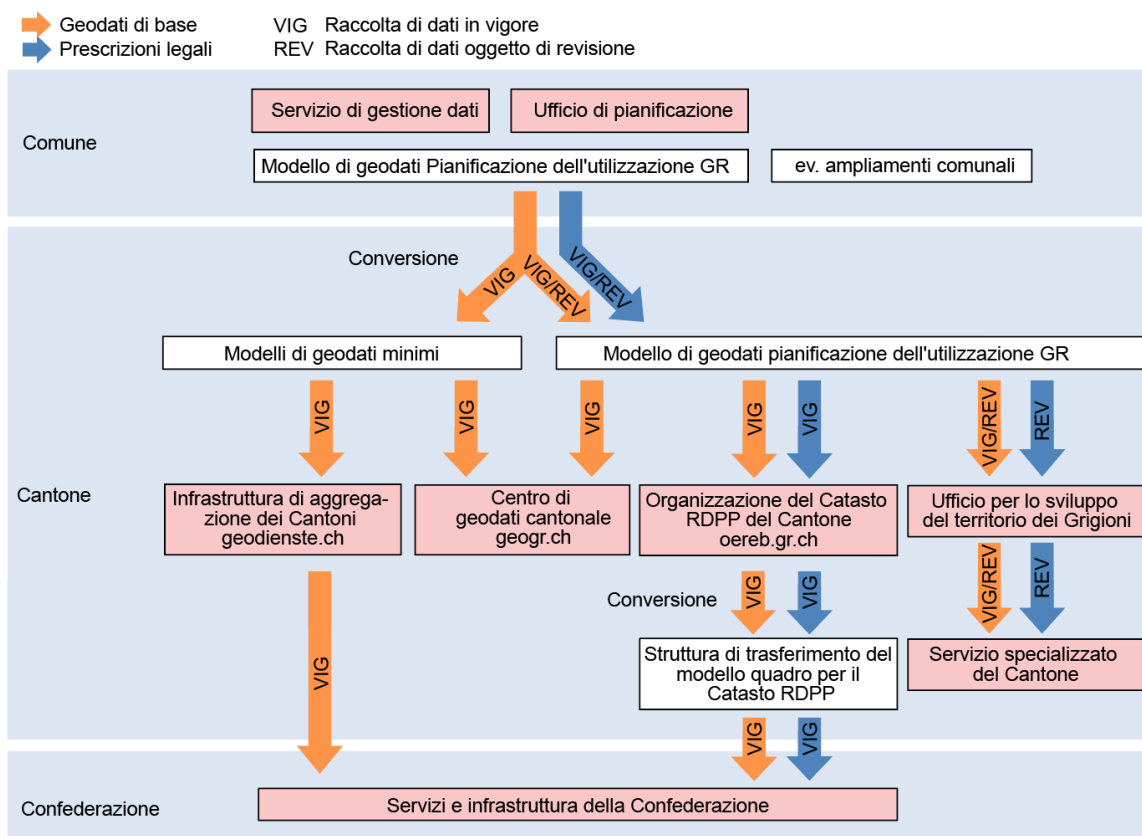 Geodati di base
VIG Raccolta di dati in vigore
Prescrizioni legali
REV Raccolta di dati oggetto di revisione
Comune
Servizio di gestione dati
Ufficio di pianificazione
Modello di geodati Pianificazione dell'utilizzazione GR
ev. ampliamenti comunali
Conversione
VIG
VIG/REV
VIG/REV
Modelli di geodati minimi
Modello di geodati pianificazione dell'utilizzazione GR
VIG
VIG
VIG
VIG
VIG
VIG/REV
REV
Cantone
Infrastruttura di aggrega-
zione dei Cantoni
geodienste.ch
Centro di
geodati cantonale
geogr.ch
Organizzazione del Catasto
RDPP del Cantone
oereb.gr.ch
Ufficio per lo sviluppo
del territorio dei Grigioni
VIG
Conversione
VIG
VIG
VIG/REV
REV
Struttura di trasferimento del
modello quadro per il
Catasto RDPP
Servizio specializzato
del Cantone
VIG
VIG
Confederazione
Servizi e infrastruttura della Confederazione